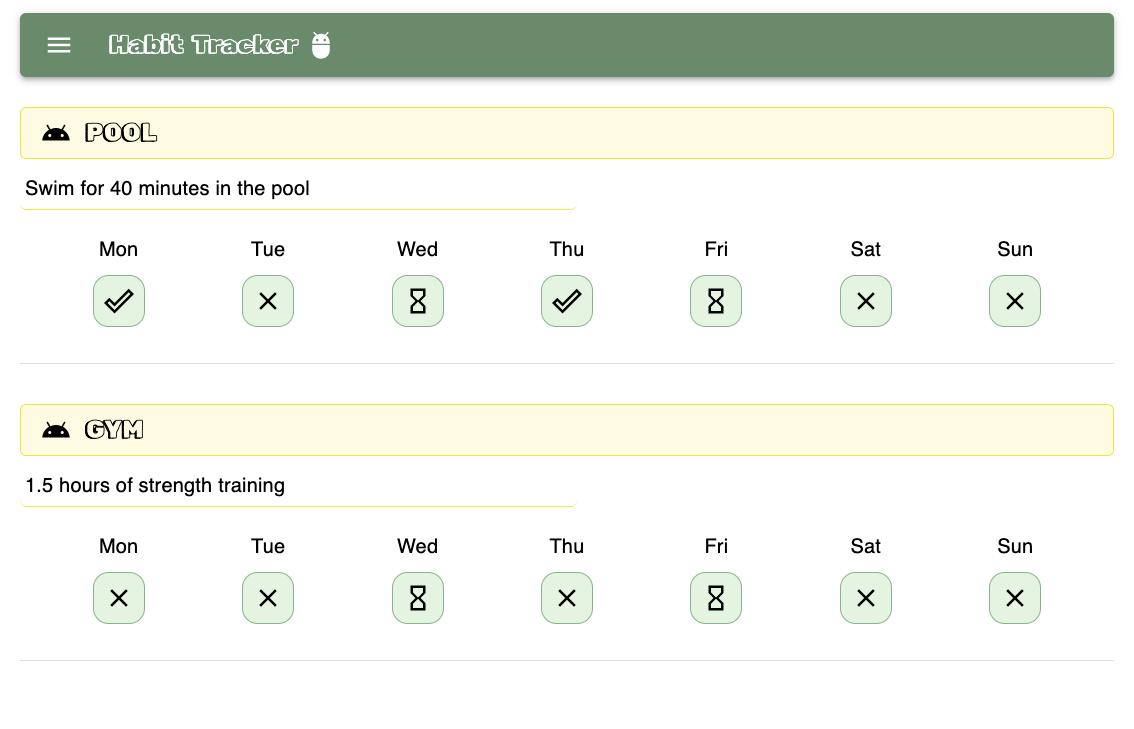 Habit Tracker
POOL
Swim for 40 minutes in the pool
Mon Tue Wed Thu Fri Sat Sun
GYM
1.5 hours of strength training
Mon Tue Wed Thu Fri Sat Sun